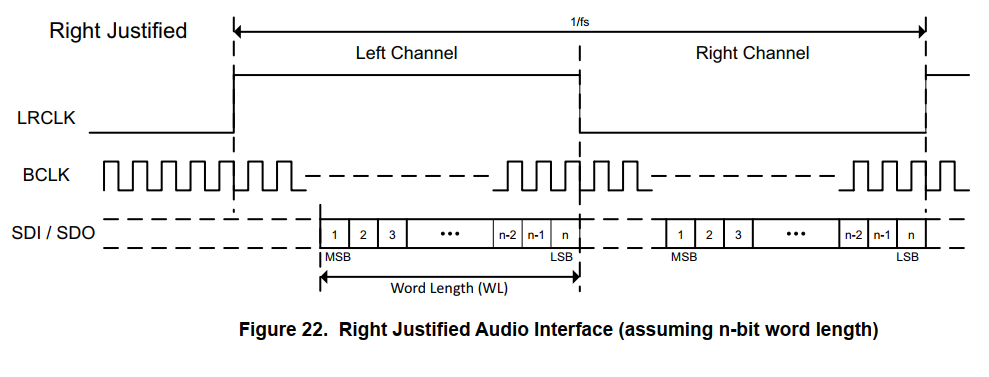 Right Justified
1/fs
Left Channel
Right Channel
LRCLK
BCLK
SDI / SDO
1 2 3 ••• n-2 n-1 n
1 2 3 ••• n-2 n-1 n
MSB LSB
MSB LSB
Word Length (WL)
Figure 22. Right Justified Audio Interface (assuming n-bit word length)